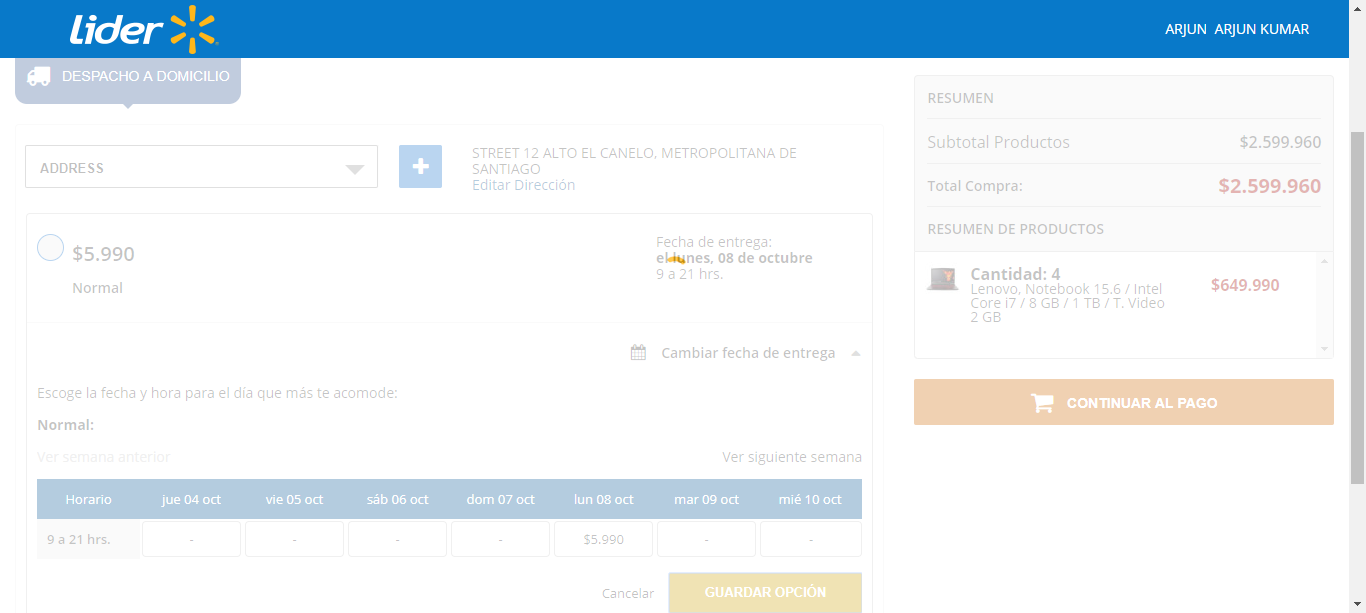 Lider
ARJUN ARJUN KUMAR
DESPACHO A DOMICILIO
ADDRESS
STREET 12 ALTO EL CANELO, METROPOLITANA DE
SANTIAGO
Editar Dirección
$5.990
Normal
Fecha de entrega:
el lunes, 08 de octubre
9 a 21 hrs.
Cambiar fecha de entrega
Escoge la fecha y hora para el día que más te acomode:
Normal:
Ver semana anterior
Ver siguiente semana
Horario jue 04 oct vie 05 oct sáb 06 oct dom 07 oct lun 08 oct mar 09 oct mié 10 oct
9 a 21 hrs. - - - - $5.990 - -
Cancelar
GUARDAR OPCIÓN
RESUMEN
Subtotal Productos $2.599.960
Total Compra: $2.599.960
RESUMEN DE PRODUCTOS
Cantidad: 4
Lenovo, Notebook 15.6 / Intel
Core i7 / 8 GB / 1 TB / T. Video
2 GB
$649.990
CONTINUAR AL PAGO